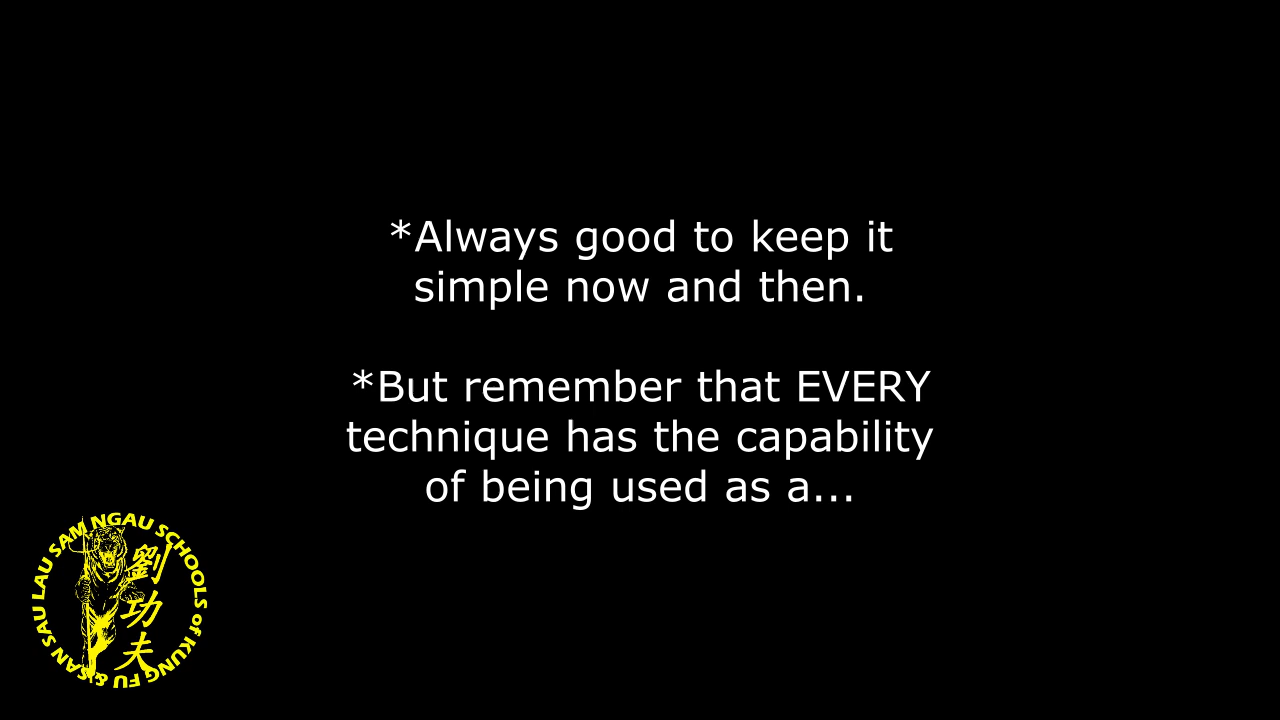 *Always good to keep it
simple now and then.
*But remember that EVERY
technique has the capability
of being used as a...
LAU SAM NGAU SCHOOLS of KUNG FU & SAN SAU
劉
功
夫